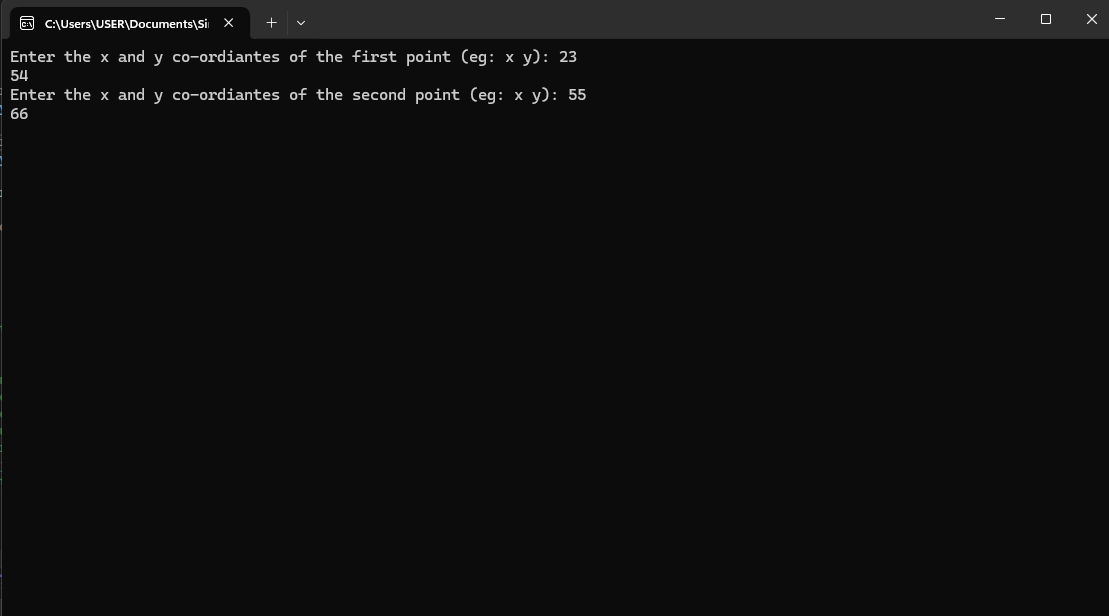 C:\Users\USER\Documents\Si
Enter the x and y co-ordiantes of the first point (eg: x y): 23
54
Enter the x and y co-ordiantes of the second point (eg: x y): 55
66